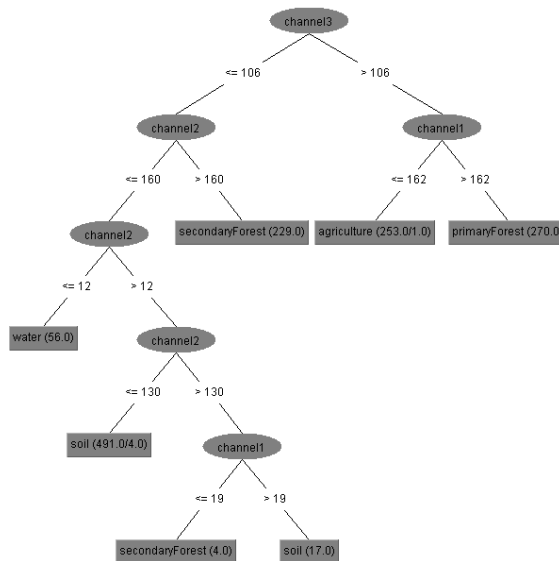 channel3
<= 106
> 106
channel2
channel1
<= 160
> 160
<= 162
> 162
channel2
secondaryForest (229.0)
agriculture (253.0/1.0)
primaryForest (270.0
<= 12
> 12
water (56.0)
channel2
<= 130
> 130
soil (491.0/4.0)
channel1
<= 19
> 19
secondaryForest (4.0)
soil (17.0)